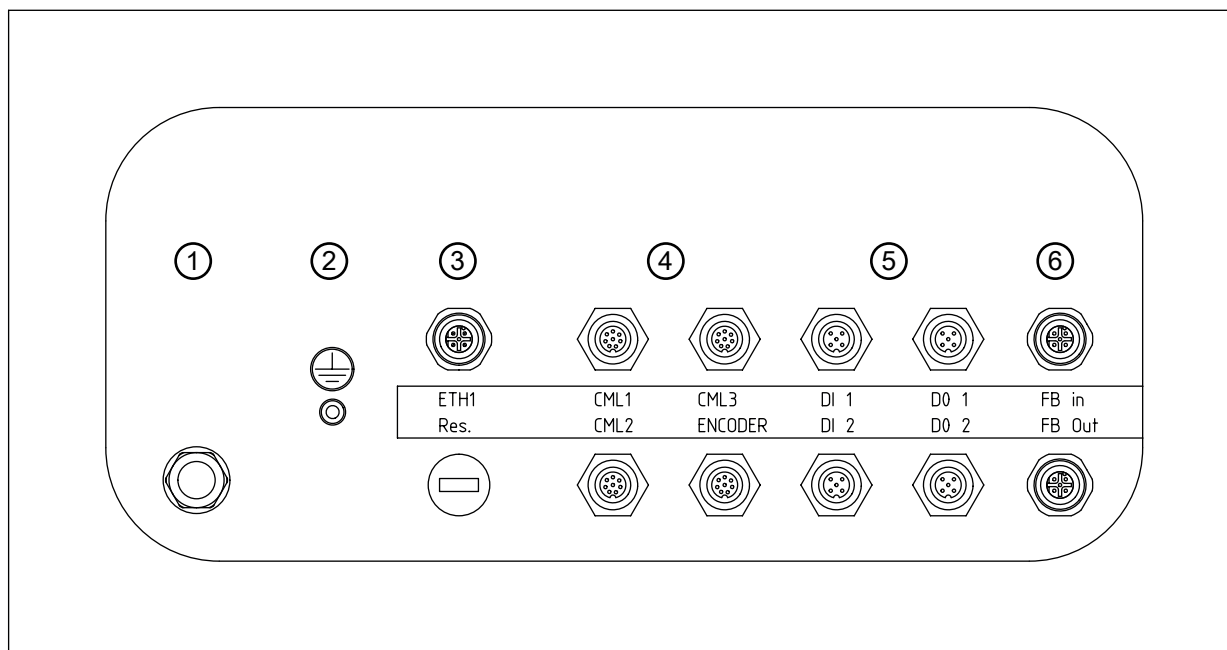 1 2 3 4 5 6
ETH1 CML1 CML3 DI 1 DO 1 FB in
Res. CML2 ENCODER DI 2 DO 2 FB Out